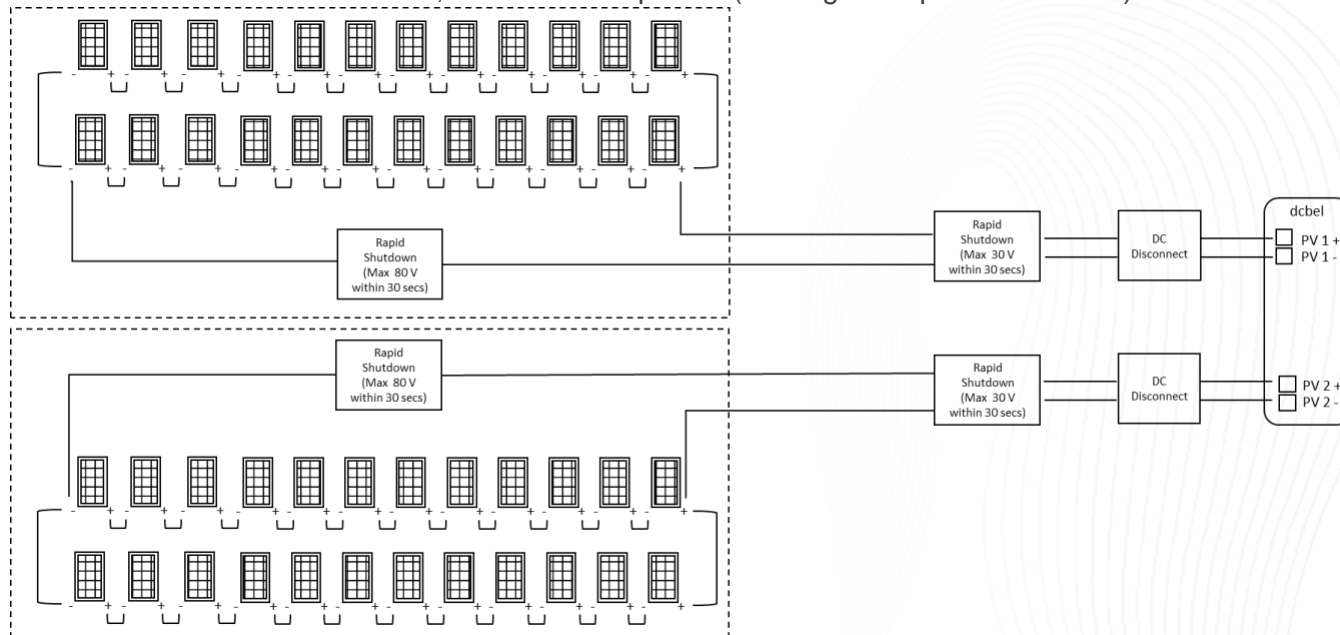 Rapid
Shutdown
(Max 80 V
within 30 secs)
Rapid
Shutdown
(Max 30 V
within 30 secs)
DC
Disconnect
dcbel
PV 1 +
PV 1 -
Rapid
Shutdown
(Max 80 V
within 30 secs)
Rapid
Shutdown
(Max 30 V
within 30 secs)
DC
Disconnect
PV 2 +
PV 2 -